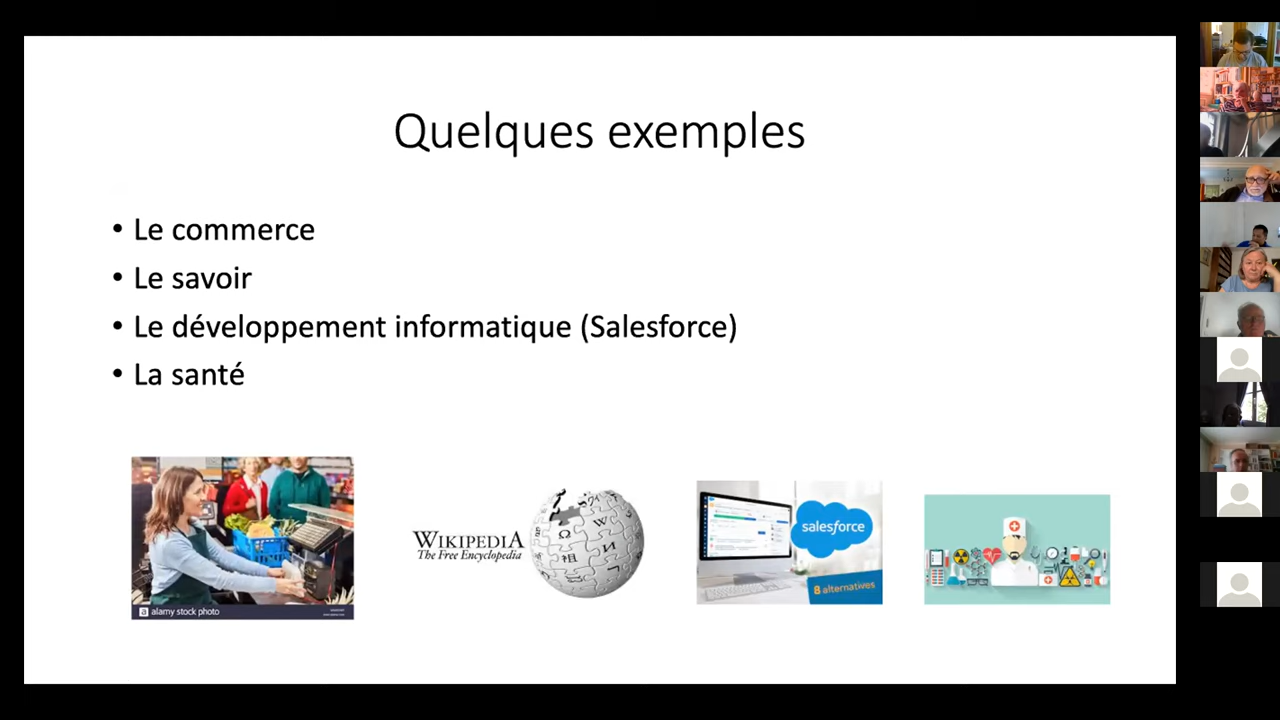 Quelques exemples
• Le commerce
• Le savoir
• Le développement informatique (Salesforce)
• La santé
WIKIPEDIA
The Free Encyclopedia
salesforce
8 alternatives
a alamy stock photo